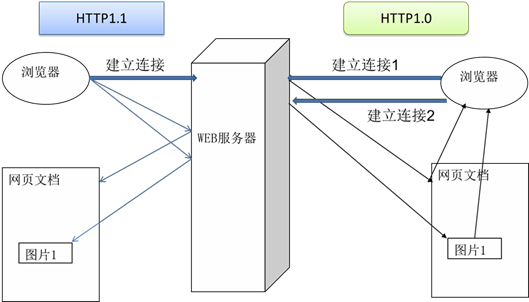 HTTP1.1
HTTP1.0
浏览器
建立连接
建立连接1
浏览器
建立连接2
WEB服务器
网页文档
网页文档
图片1
图片1